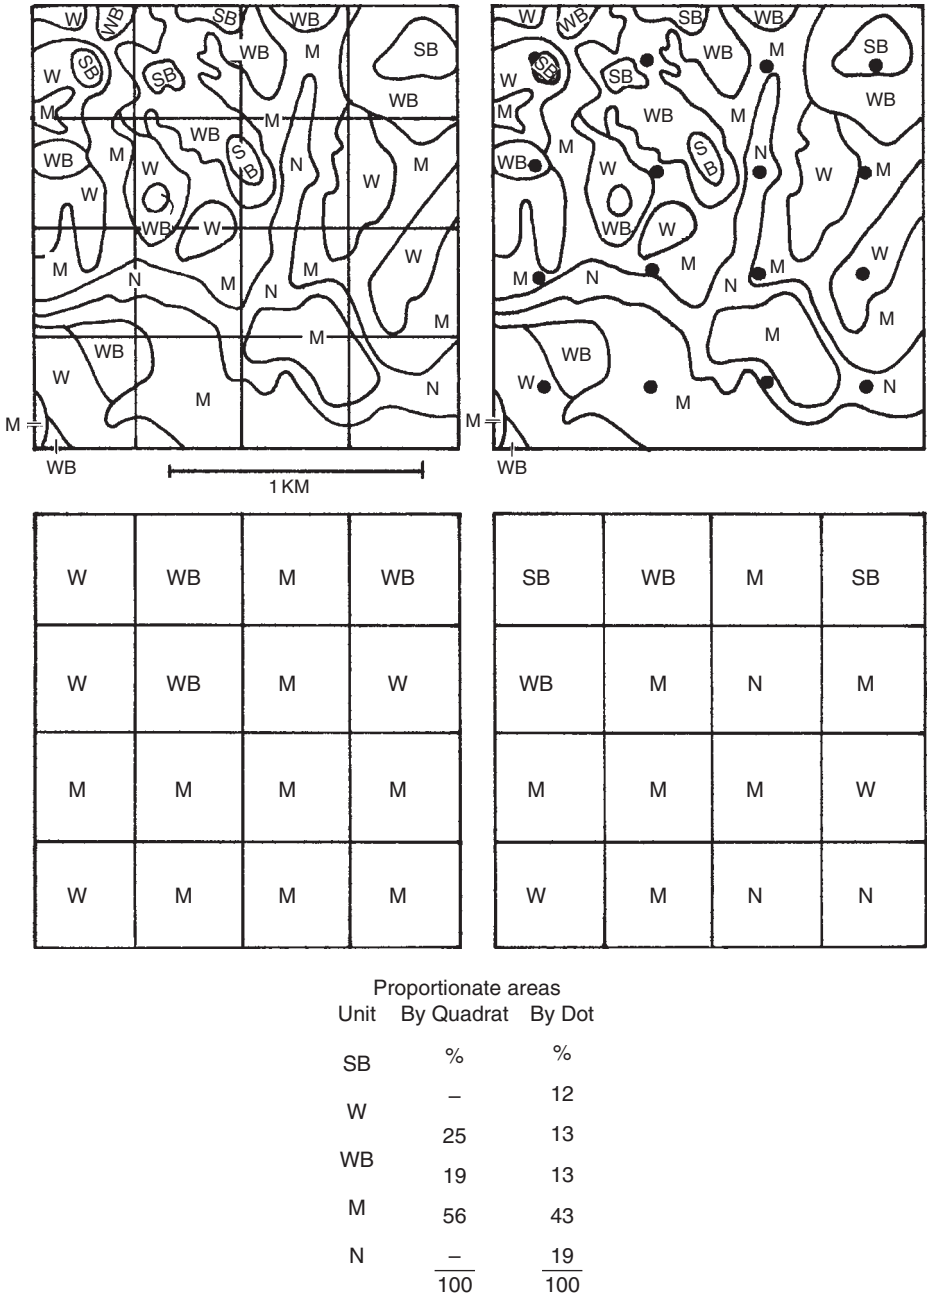 W WB SB WB
SB
W SB SB WB M
WB
M M
WB M W WB S B N W M
W
WB W
M M W
N M N
M
M
WB
W M N
M
WB
1 KM
W WB SB WB
SB
W SB SB WB M
WB
M WB M
WB M W S B N W M
WB W W
M N M N M
M
M
WB
W M N
M
WB
W WB M WB
W WB M W
M M M M
W M M M
SB WB M SB
WB M N M
M M M W
W M N N
Proportionate areas
Unit By Quadrat By Dot
SB % %
– 12
W
25 13
WB
19 13
M
56 43
N – 19
100 100